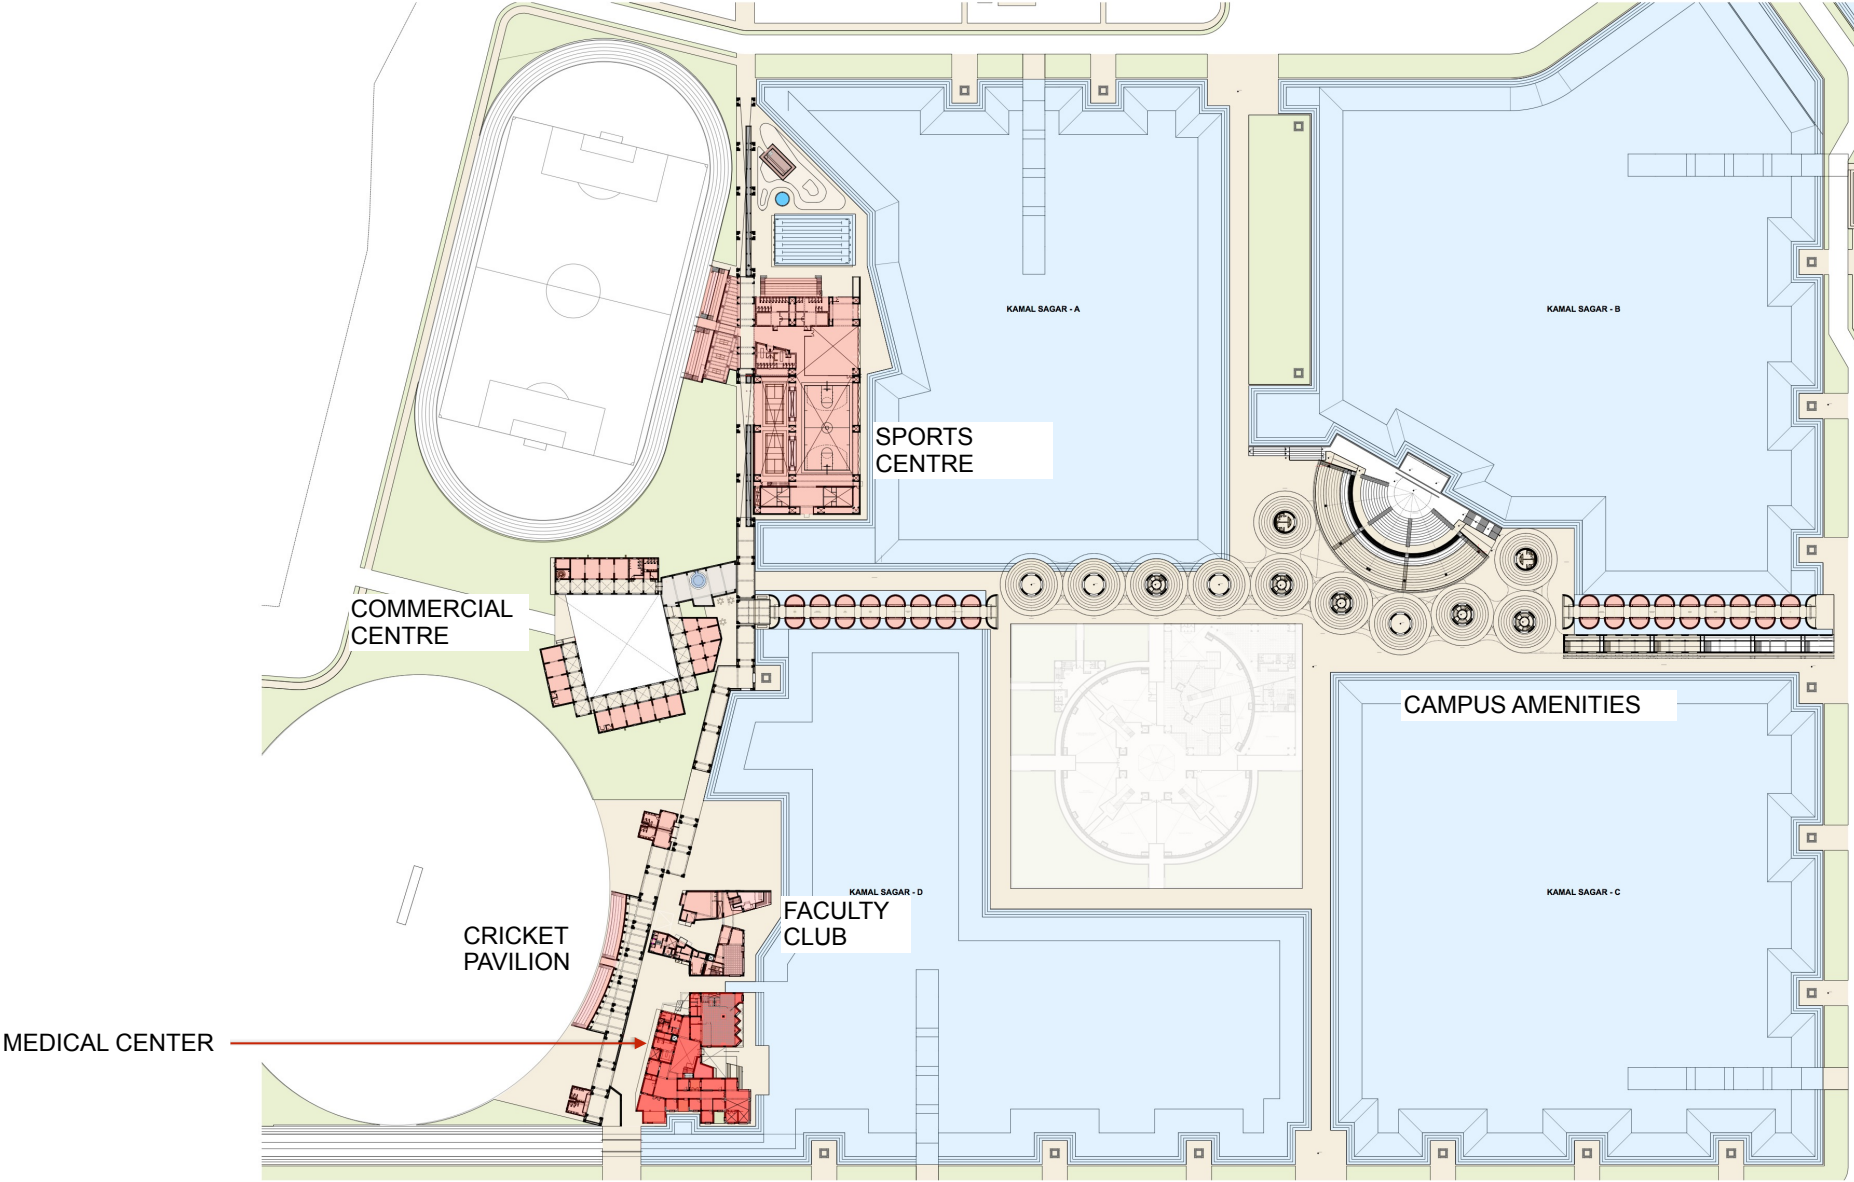 KAMAL SAGAR - A
KAMAL SAGAR - B
SPORTS
CENTRE
COMMERCIAL
CENTRE
CAMPUS AMENITIES
KAMAL SAGAR - D
KAMAL SAGAR - C
FACULTY
CLUB
CRICKET
PAVILION
MEDICAL CENTER